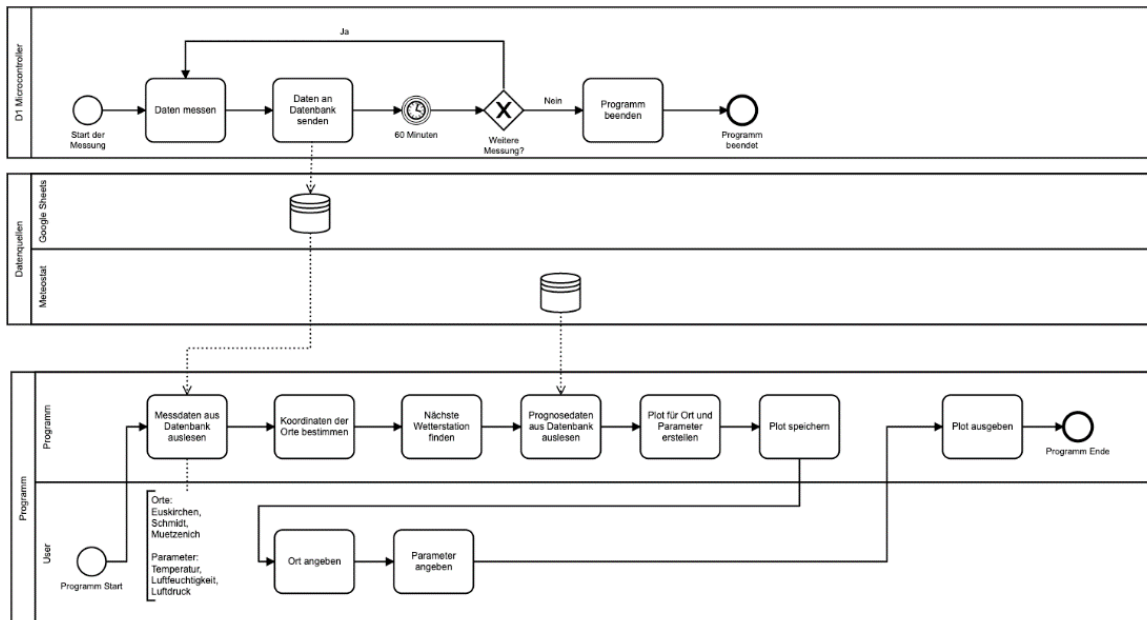 D1 Microcontroller
Ja
Daten messen
Daten an
Datenbank
senden
Nein
Programm
beenden
Start der
Messung
60 Minuten
Weitere
Messung?
Programm
beendet
Datenquellen
Google Sheets
Meteostat
Programm
Programm
Messdaten aus
Datenbank
auslesen
Koordinaten der
Orte bestimmen
Nächste
Wetterstation
finden
Prognosedaten
aus Datenbank
auslesen
Plot für Ort und
Parameter
erstellen
Plot speichern
Plot ausgeben
Programm Ende
User
Programm Start
Orte:
Euskirchen,
Schmidt,
Muetzenich
Parameter:
Temperatur,
Luftfeuchtigkeit,
Luftdruck
Ort angeben
Parameter
angeben